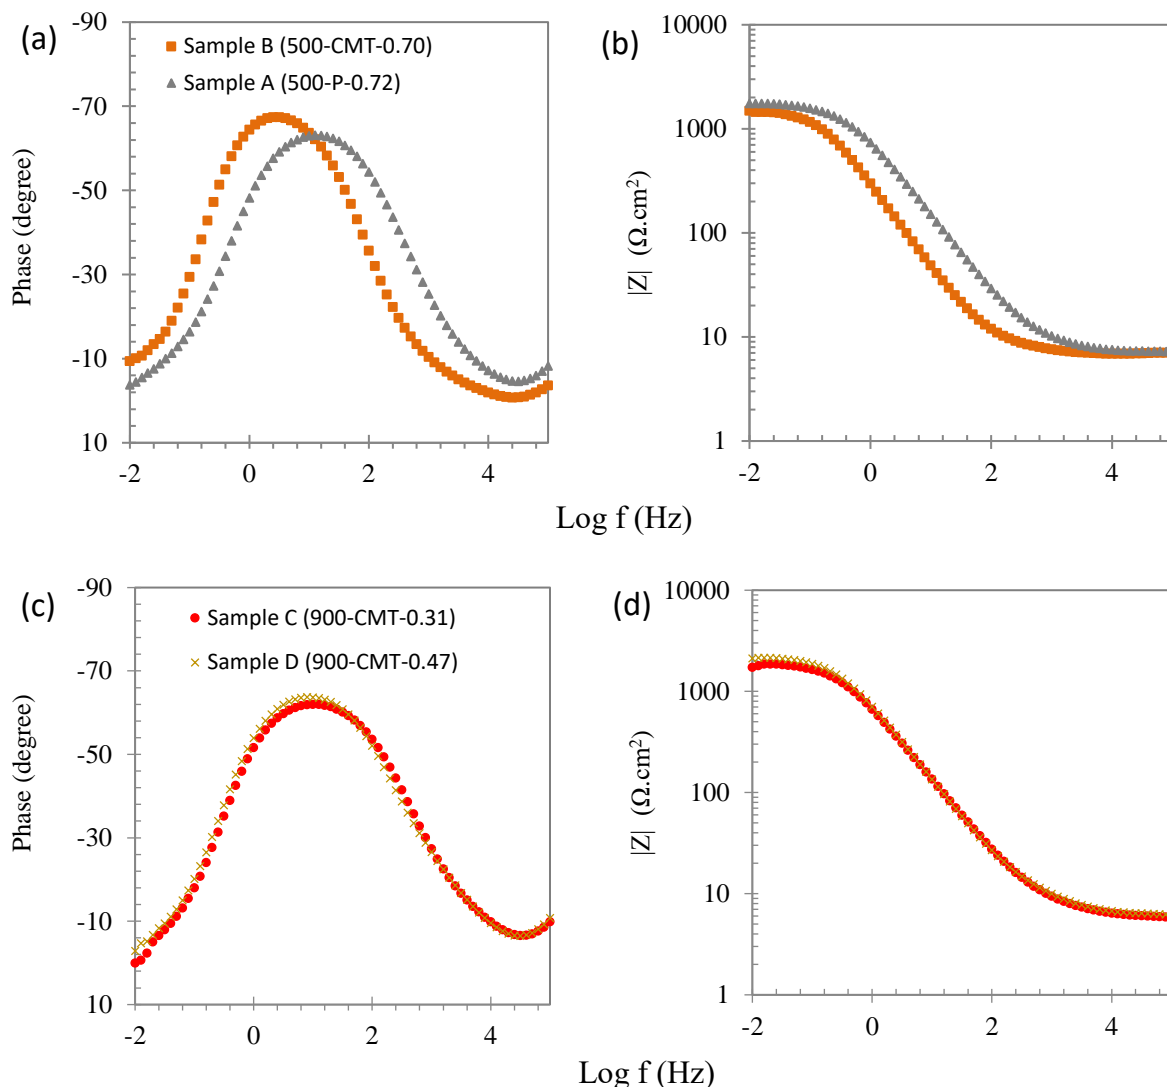 (a)
Sample B (500-CMT-0.70)
Sample A (500-P-0.72)
-90
-70
-50
-30
-10
10
Phase (degree)
-2
0
2
4
(b)
10000
1000
100
10
1
|Z| (Ω.cm²)
-2
0
2
4
Log f (Hz)
(c)
Sample C (900-CMT-0.31)
Sample D (900-CMT-0.47)
-90
-70
-50
-30
-10
10
Phase (degree)
-2
0
2
4
(d)
10000
1000
100
10
1
|Z| (Ω.cm²)
-2
0
2
4
Log f (Hz)